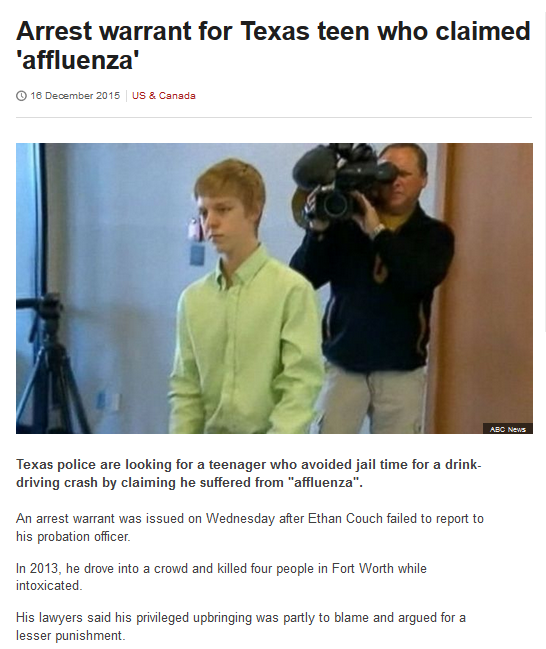 Arrest warrant for Texas teen who claimed
'affluenza'
16 December 2015 US & Canada
ABC News
Texas police are looking for a teenager who avoided jail time for a drink-
driving crash by claiming he suffered from "affluenza".
An arrest warrant was issued on Wednesday after Ethan Couch failed to report to
his probation officer.
In 2013, he drove into a crowd and killed four people in Fort Worth while
intoxicated.
His lawyers said his privileged upbringing was partly to blame and argued for a
lesser punishment.